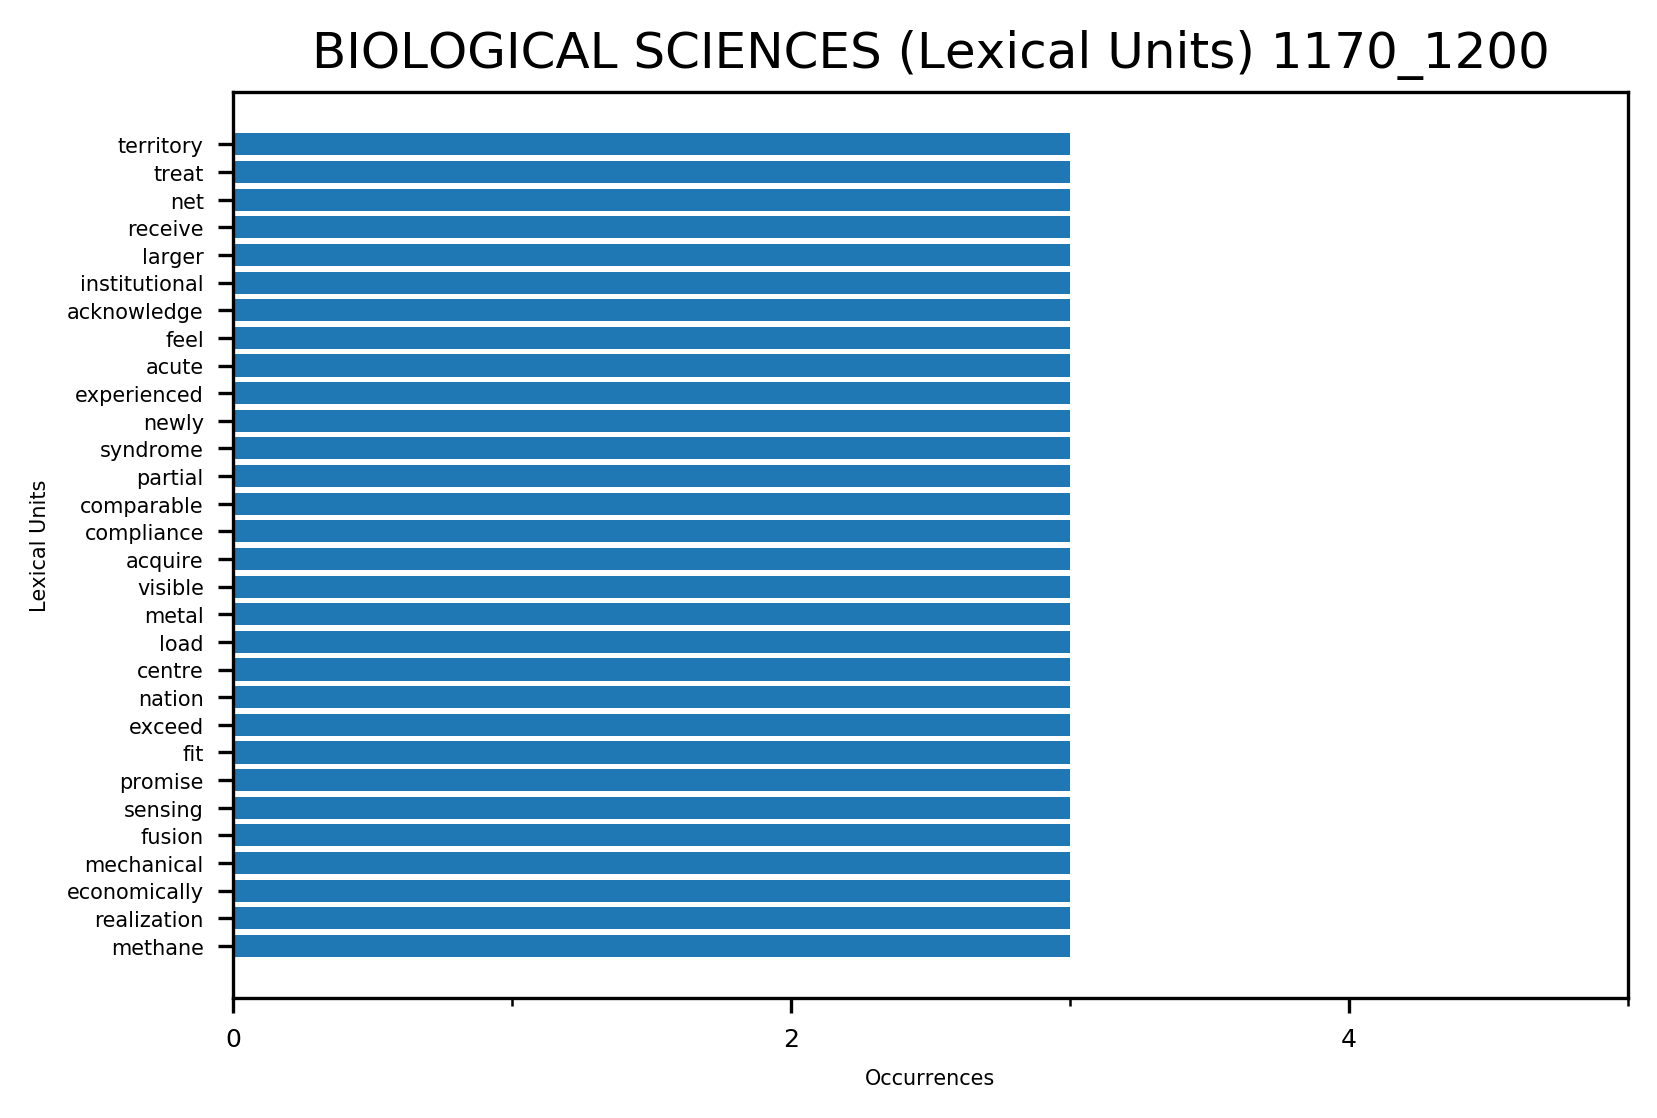 BIOLOGICAL SCIENCES (Lexical Units) 1170_1200
territory
treat
net
receive
larger
institutional
acknowledge
feel
acute
experienced
newly
syndrome
partial
comparable
compliance
acquire
visible
metal
load
centre
nation
exceed
fit
promise
sensing
fusion
mechanical
economically
realization
methane
Lexical Units
0 2 4
Occurrences